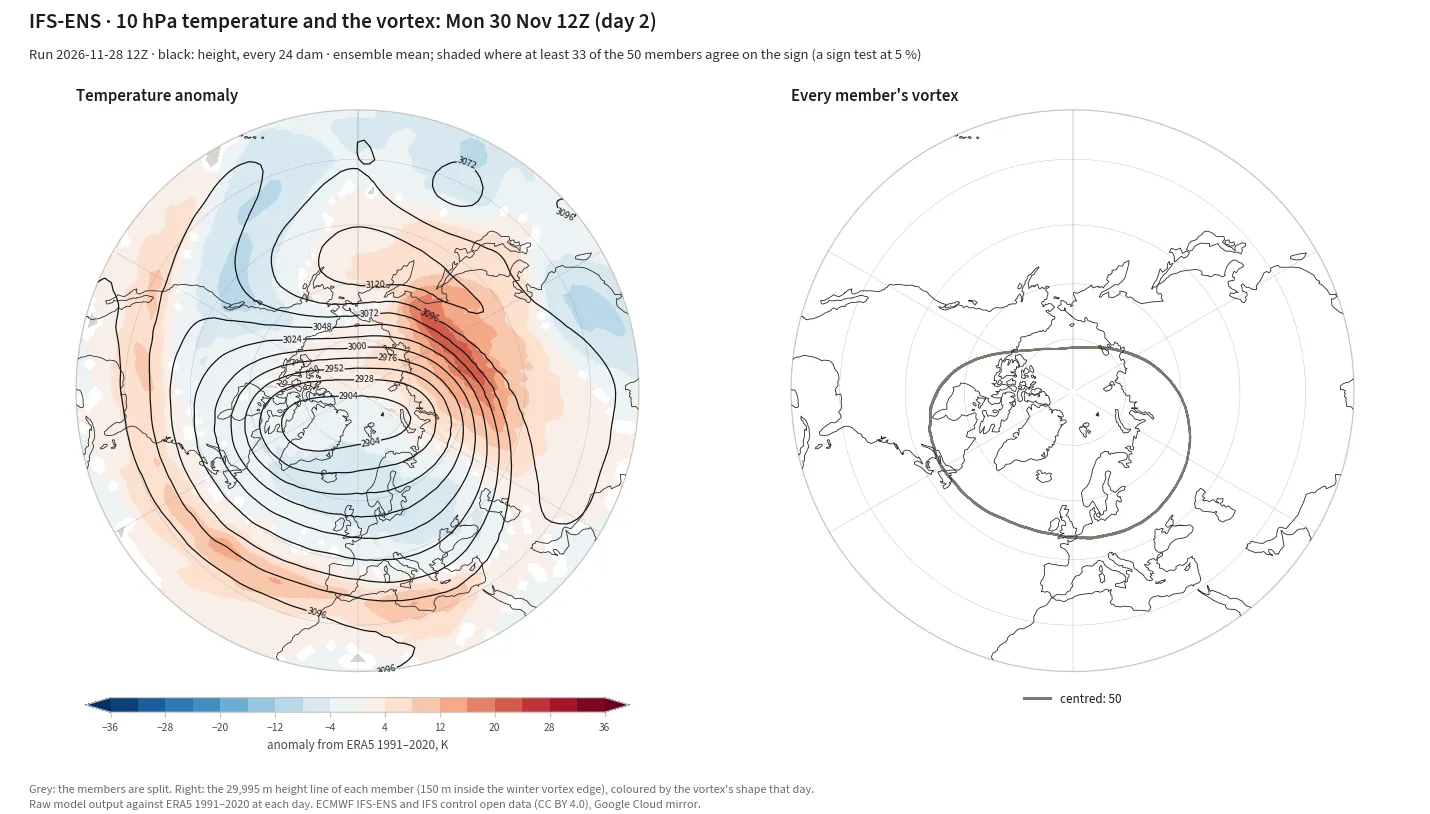 IFS-ENS · 10 hPa temperature and the vortex: Mon 30 Nov 12Z (day 2)
Run 2026-11-28 12Z · black: height, every 24 dam · ensemble mean; shaded where at least 33 of the 50 members agree on the sign (a sign test at 5 %)
Temperature anomaly
Every member's vortex
3072
3096
3120
3096
3072
3048
3024
3000
2976
2952
2928
2904
2904
3096
3096
−36 −28 −20 −12 −4 4 12 20 28 36
anomaly from ERA5 1991–2020, K
centred: 50
Grey: the members are split. Right: the 29,995 m height line of each member (150 m inside the winter vortex edge), coloured by the vortex's shape that day.
Raw model output against ERA5 1991–2020 at each day. ECMWF IFS-ENS and IFS control open data (CC BY 4.0), Google Cloud mirror.